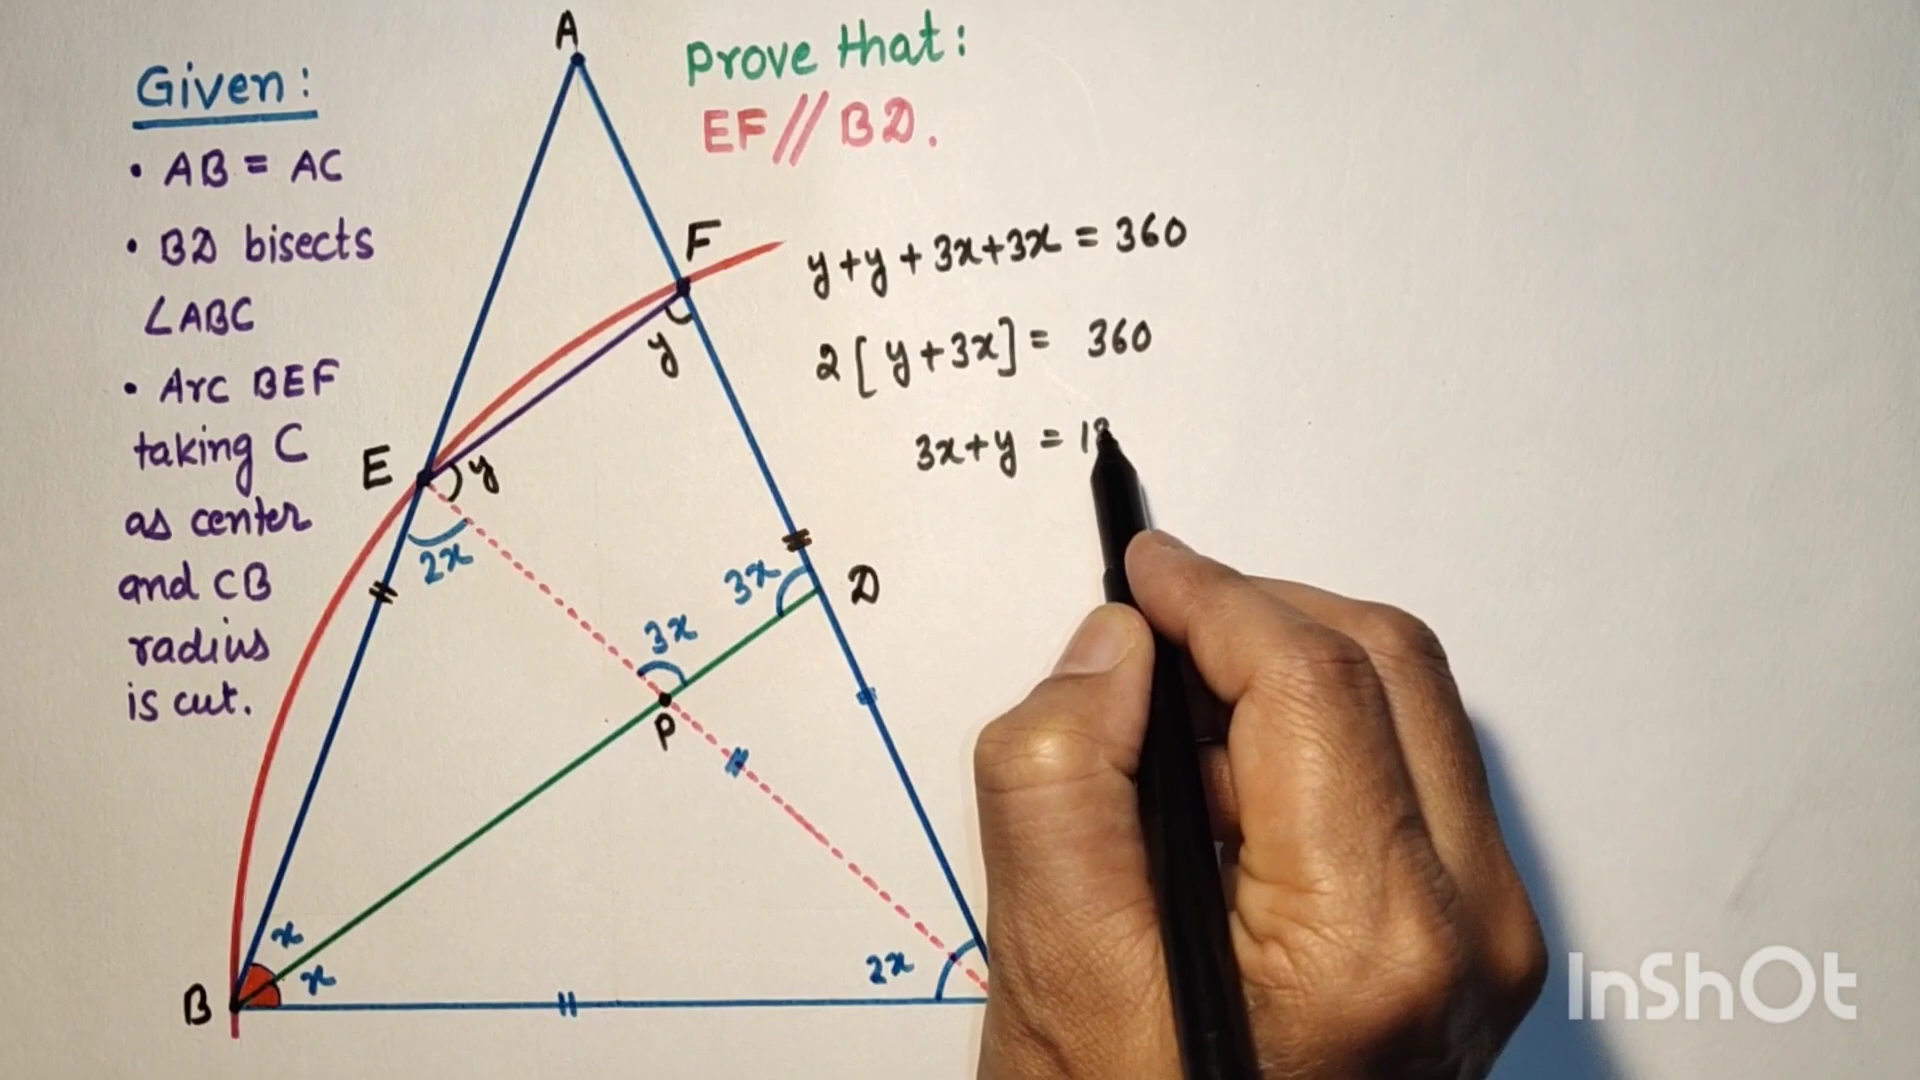 A
Prove that:
EF // BD.
Given:
• AB = AC
• BD bisects
∠ABC
• Arc BEF
taking C
as center
and CB
radius
is cut.
F
y+y+3x+3x = 360
2[y+3x] = 360
3x+y = 18
y
E
y
2x
3x
D
3x
P
x
x
2x
B
InShOt